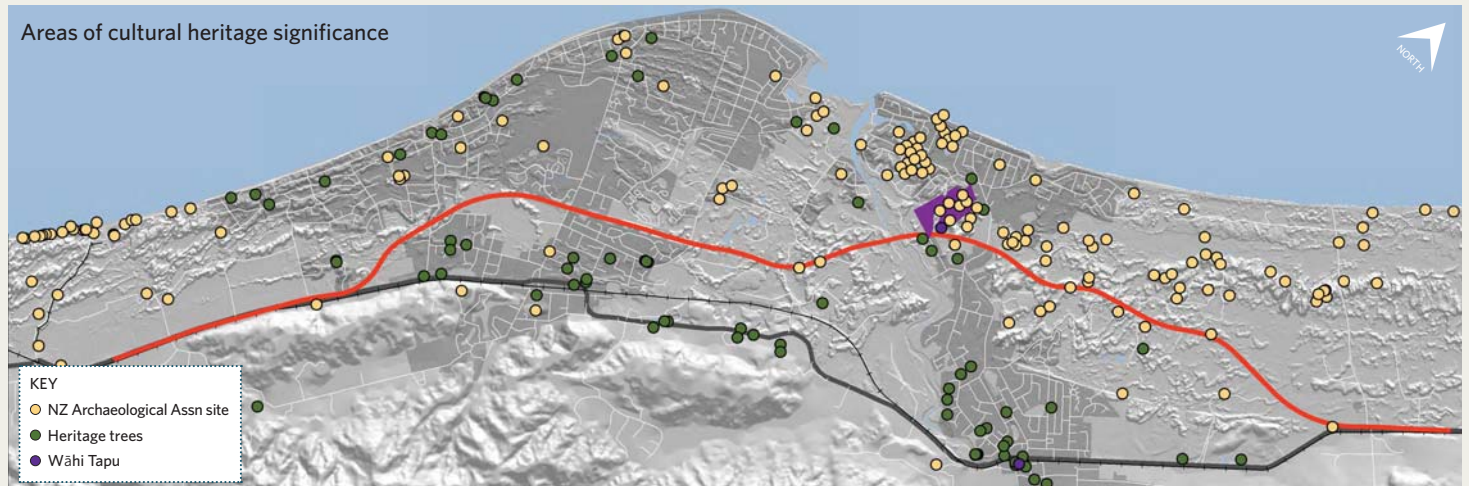 Areas of cultural heritage significance
NORTH
KEY
NZ Archaeological Assn site
Heritage trees
Wāhi Tapu